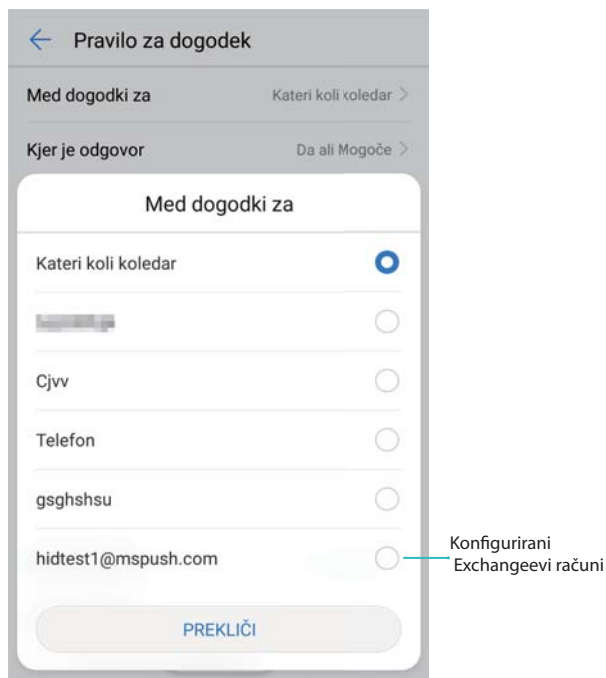 Pravilo za dogodek
Med dogodki za Kateri koli koledar
Kjer je odgovor Da ali Mogoče
Med dogodki za
Kateri koli koledar
Cjvv
Telefon
gsghshsu
hidtest1@mspush.com
Konfigurirani
Exchangeevi računi
PREKLIČI